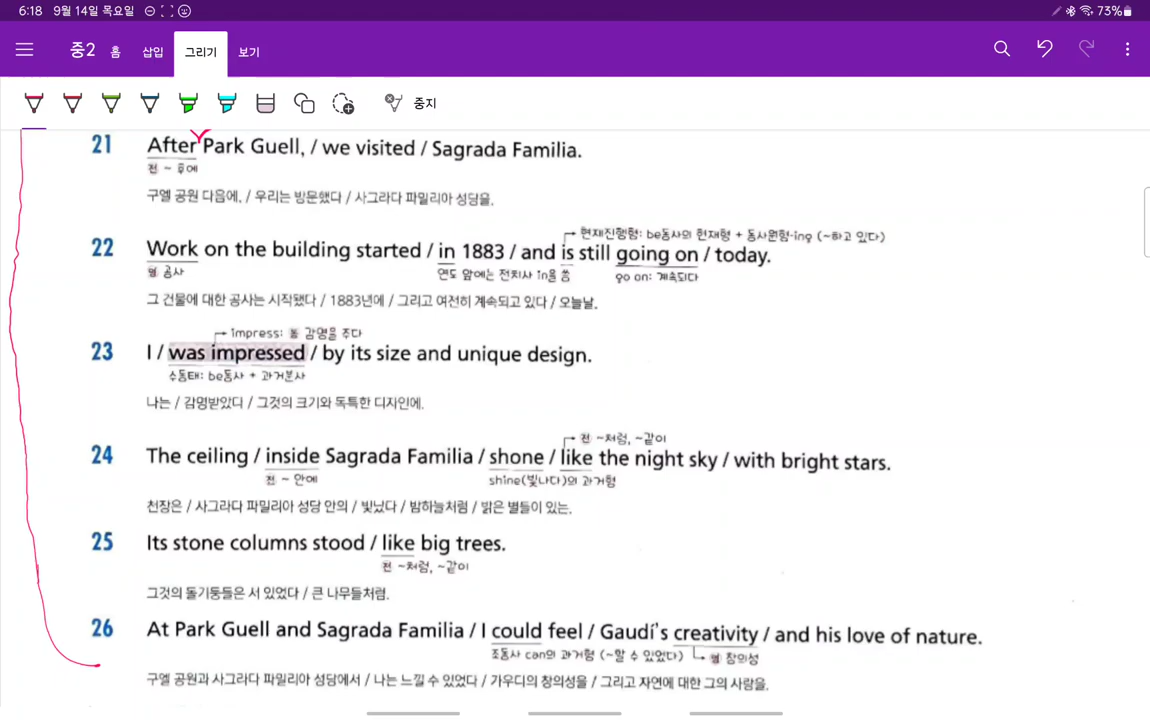 6:18 9월 14일 목요일
73%
중2 홈 삽입 그리기 보기
중지
21 After Park Guell, / we visited / Sagrada Familia.
전 ~ 후에
구엘 공원 다음에, / 우리는 방문했다 / 사그라다 파밀리아 성당을.
현재진행형: be동사의 현재형 + 동사원형-ing (~하고 있다)
22 Work on the building started / in 1883 / and is still going on / today.
명 공사 연도 앞에는 전치사 in을 씀 go on: 계속되다
그 건물에 대한 공사는 시작됐다 / 1883년에 / 그리고 여전히 계속되고 있다 / 오늘날.
impress: 동 감명을 주다
23 I / was impressed / by its size and unique design.
수동태: be동사 + 과거분사
나는 / 감명받았다 / 그것의 크기와 독특한 디자인에.
전 ~처럼, ~같이
24 The ceiling / inside Sagrada Familia / shone / like the night sky / with bright stars.
전 ~ 안에 shine(빛나다)의 과거형
천장은 / 사그라다 파밀리아 성당 안의 / 빛났다 / 밤하늘처럼 / 밝은 별들이 있는.
25 Its stone columns stood / like big trees.
전 ~처럼, ~같이
그것의 돌기둥들은 서 있었다 / 큰 나무들처럼.
26 At Park Guell and Sagrada Familia / I could feel / Gaudí's creativity / and his love of nature.
조동사 can의 과거형 (~할 수 있었다) 명 창의성
구엘 공원과 사그라다 파밀리아 성당에서 / 나는 느낄 수 있었다 / 가우디의 창의성을 / 그리고 자연에 대한 그의 사랑을.